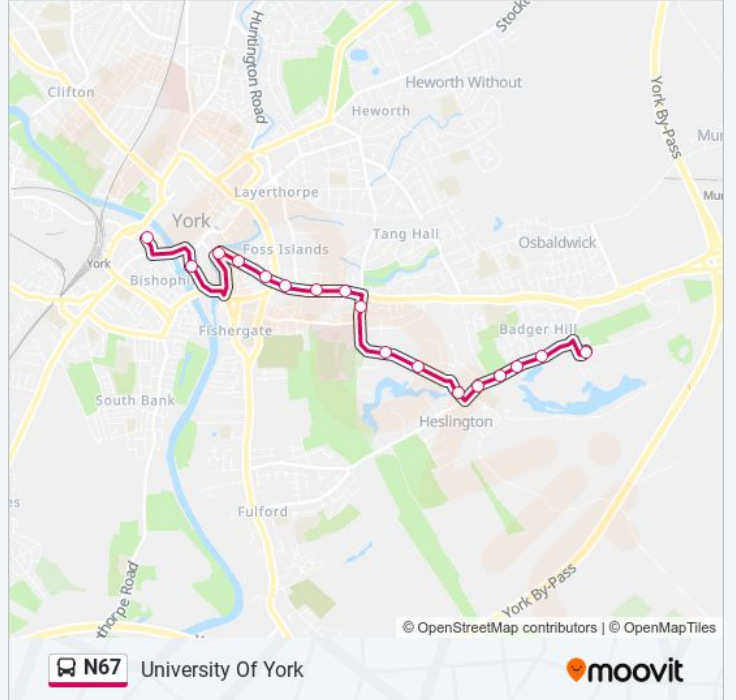 Huntington Road
Stock
Clifton
Heworth Without
York By-Pass
Heworth
Mu
Layerthorpe
Mur
York
Tang Hall
Foss Islands
Osbaldwick
York
Bishophi
Fishergate
Badger Hill
South Bank
Heslington
es
Fulford
thorpe Road
York By-Pass
© OpenStreetMap contributors | © OpenMapTiles
N67 University Of York
moovit